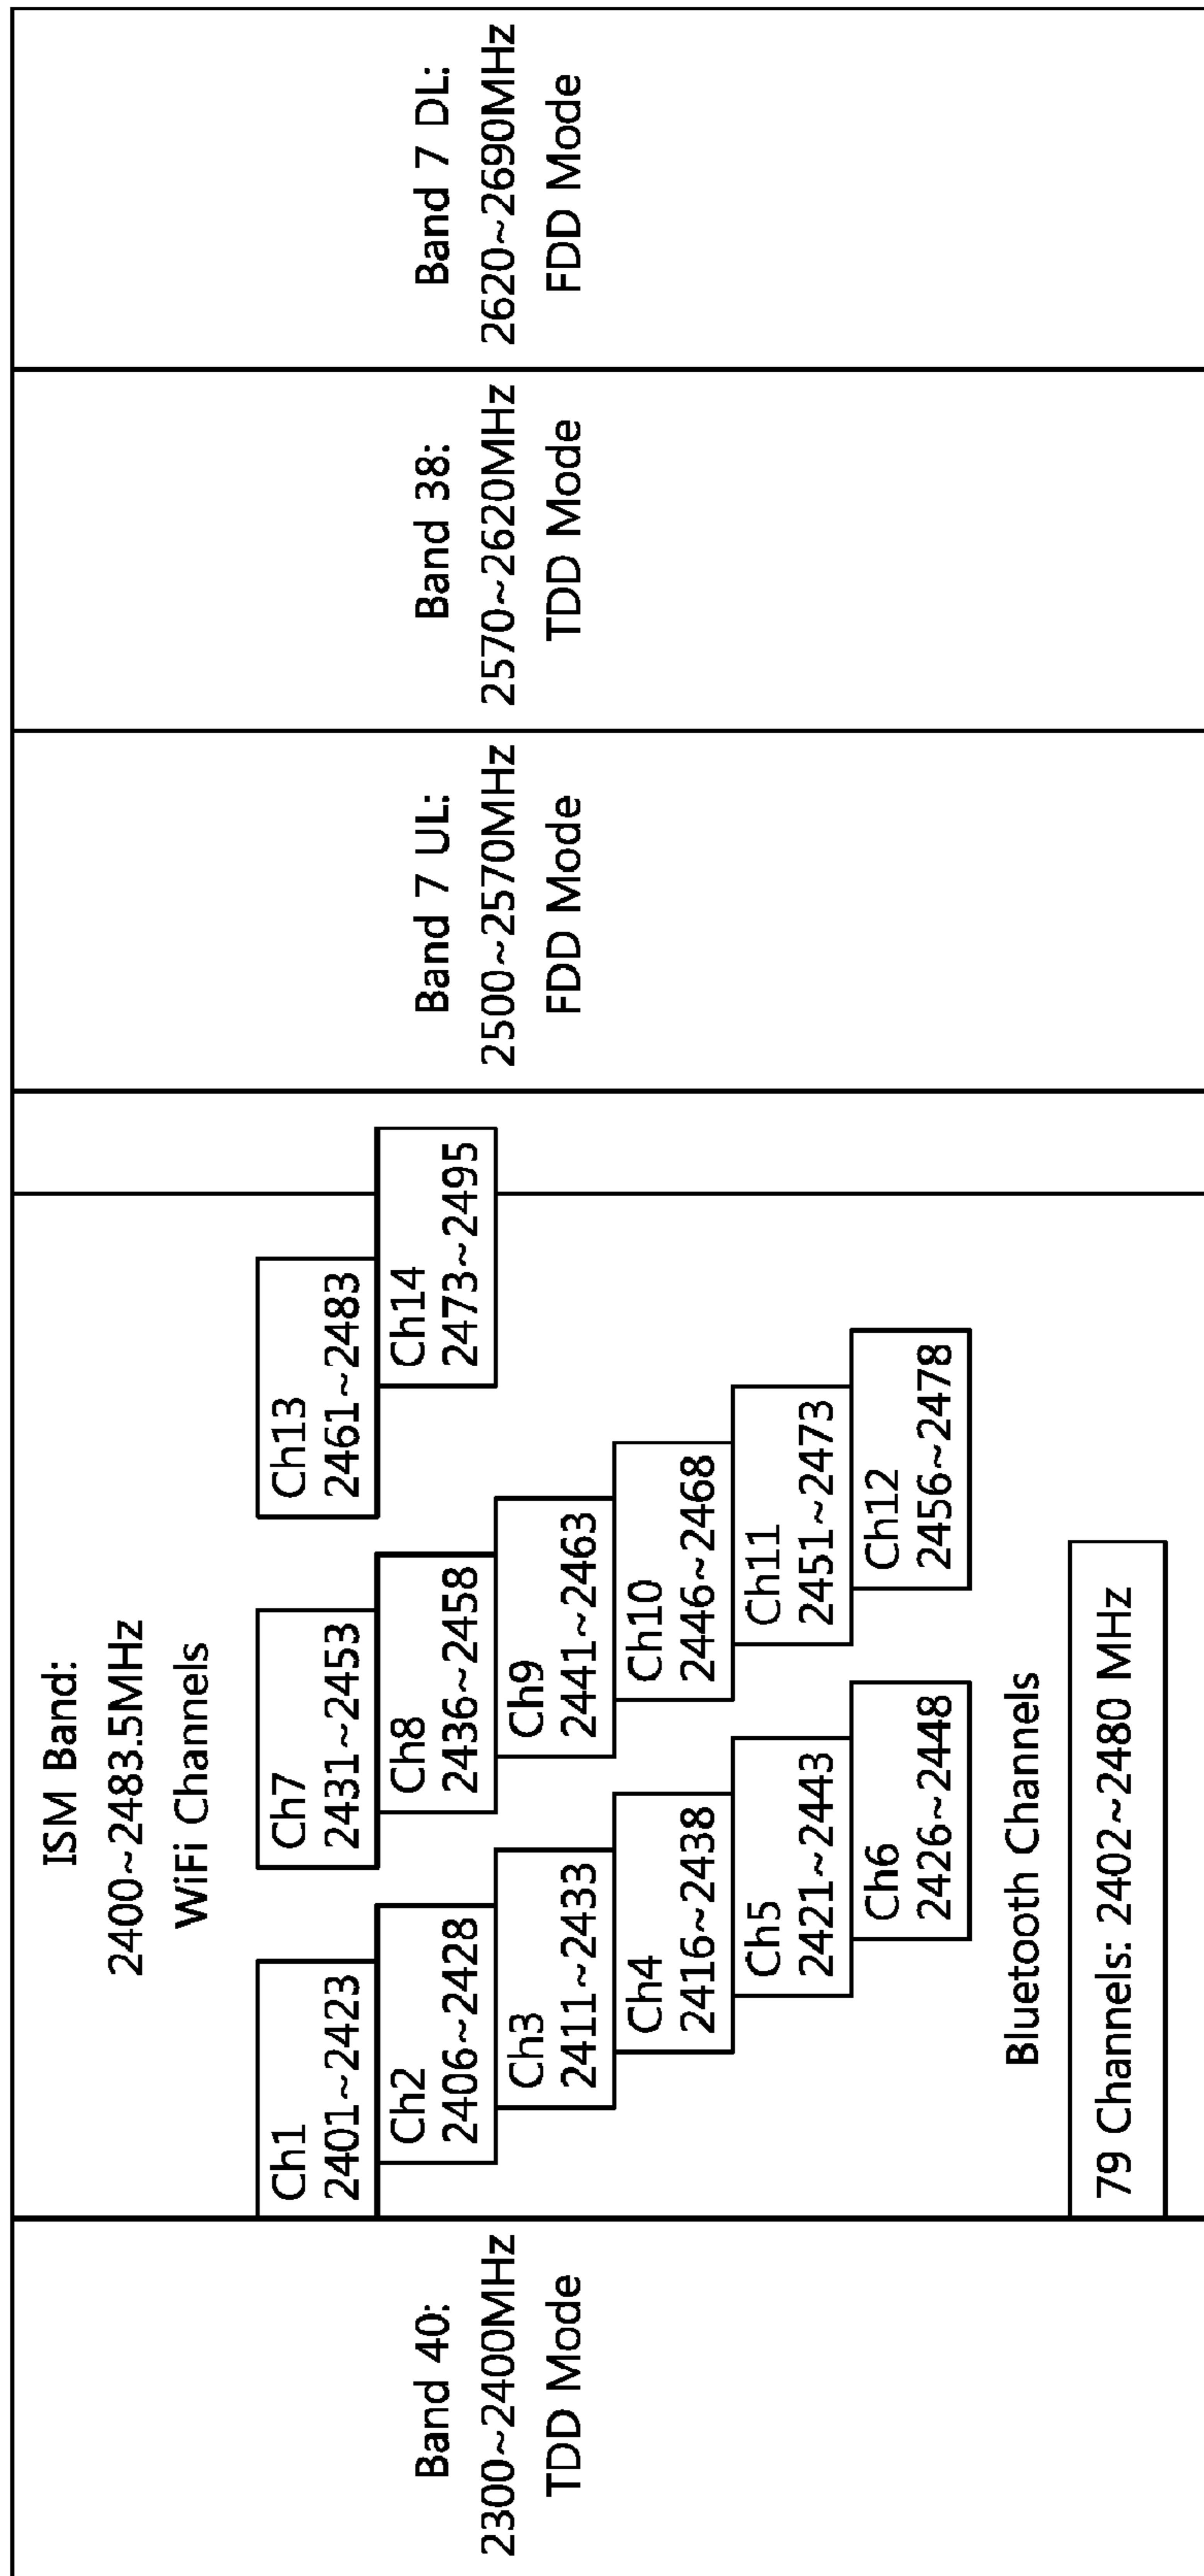 Band 40:
2300~2400MHz
TDD Mode
ISM Band:
2400~2483.5MHz
WiFi Channels
Ch1
2401~2423
Ch2
2406~2428
Ch3
2411~2433
Ch4
2416~2438
Ch5
2421~2443
Ch6
2426~2448
Ch7
2431~2453
Ch8
2436~2458
Ch9
2441~2463
Ch10
2446~2468
Ch11
2451~2473
Ch12
2456~2478
Ch13
2461~2483
Ch14
2473~2495
Bluetooth Channels
79 Channels: 2402~2480 MHz
Band 7 UL:
2500~2570MHz
FDD Mode
Band 38:
2570~2620MHz
TDD Mode
Band 7 DL:
2620~2690MHz
FDD Mode